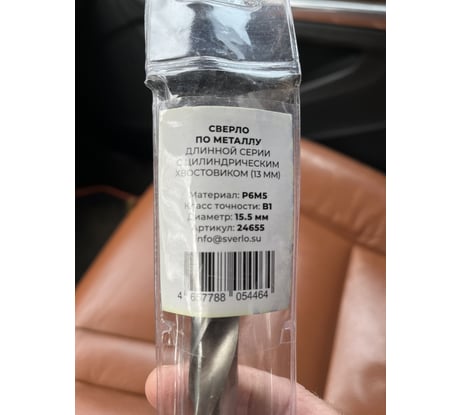 СВЕРЛО
ПО МЕТАЛЛУ
ДЛИННОЙ СЕРИИ
С ЦИЛИНДРИЧЕСКИМ
ХВОСТОВИКОМ (13 ММ)
Материал: Р6М5
Класс точности: В1
Диаметр: 15.5 мм
Артикул: 24655
info@sverlo.su
054464